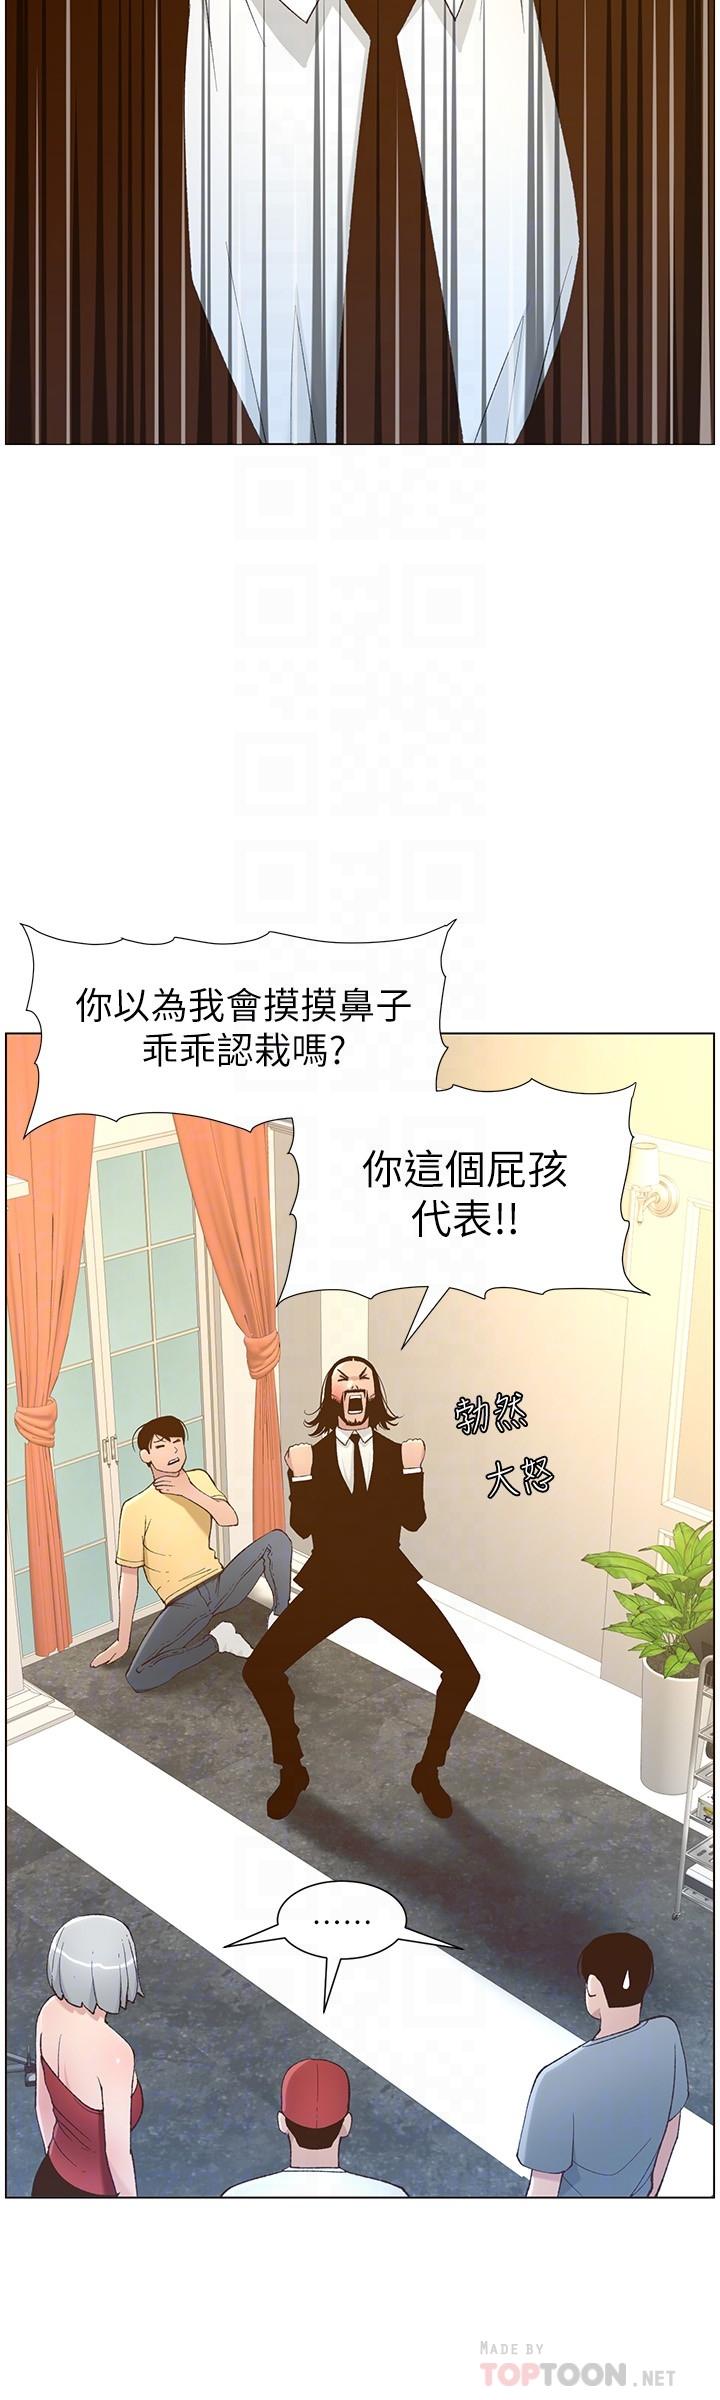 你以為我會摸摸鼻子
乖乖認栽嗎?
你這個屁孩
代表!!
勃然
大怒
......
MADE BY
TOPTOON.NET